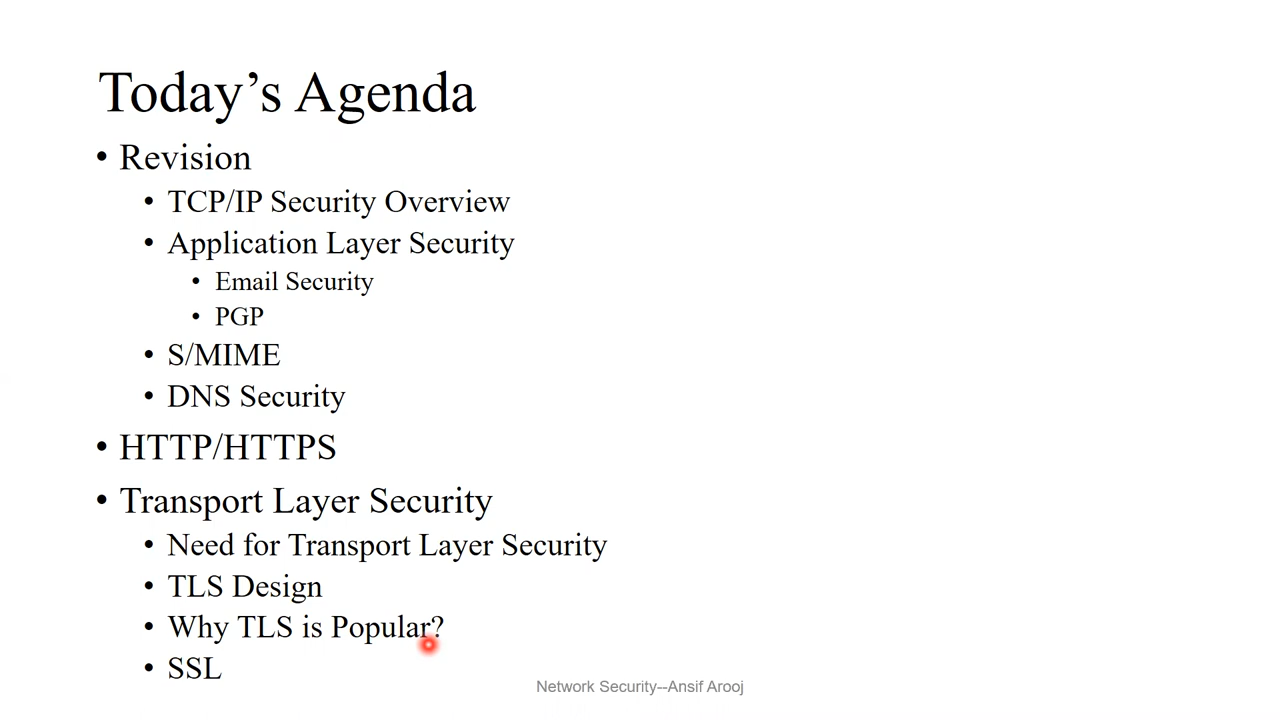 Today’s Agenda
• Revision
• TCP/IP Security Overview
• Application Layer Security
• Email Security
• PGP
• S/MIME
• DNS Security
• HTTP/HTTPS
• Transport Layer Security
• Need for Transport Layer Security
• TLS Design
• Why TLS is Popular?
• SSL
Network Security--Ansif Arooj